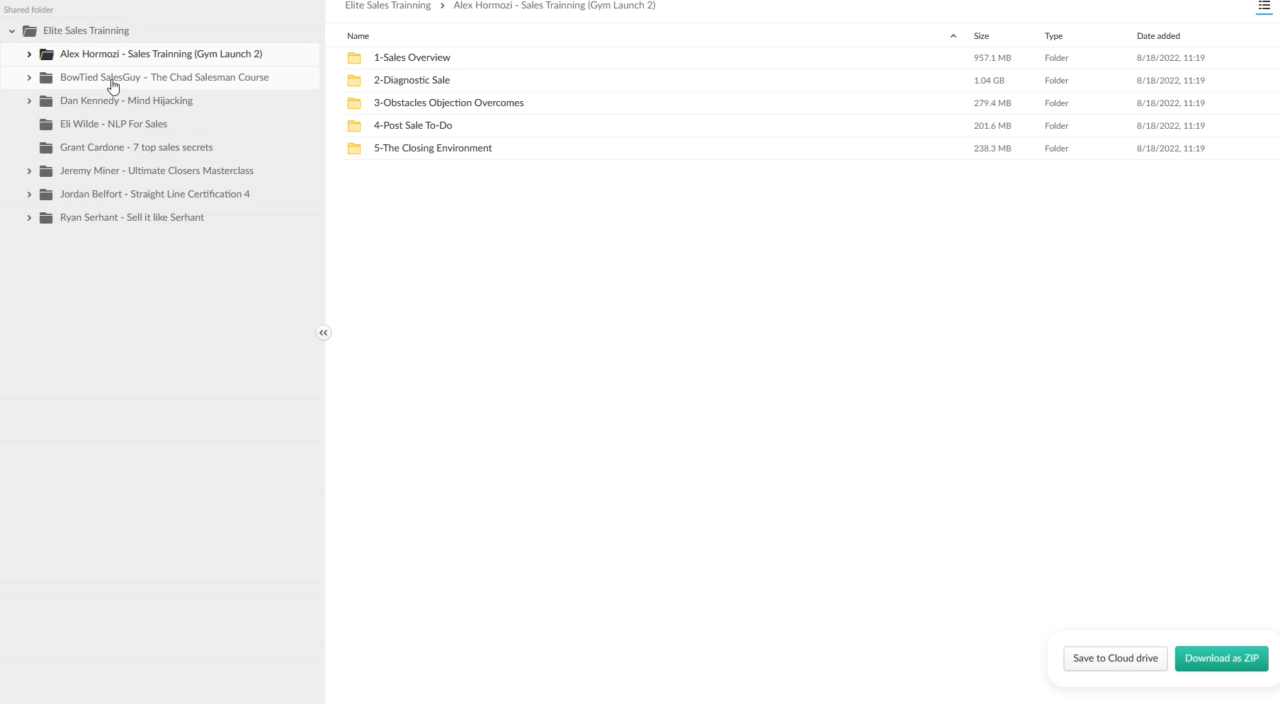 Shared folder
Elite Sales Trainning
Alex Hormozi - Sales Trainning (Gym Launch 2)
BowTied SalesGuy – The Chad Salesman Course
Dan Kennedy - Mind Hijacking
Eli Wilde - NLP For Sales
Grant Cardone - 7 top sales secrets
Jeremy Miner - Ultimate Closers Masterclass
Jordan Belfort - Straight Line Certification 4
Ryan Serhant - Sell it like Serhant
Elite Sales Trainning > Alex Hormozi - Sales Trainning (Gym Launch 2)
Name Size Type Date added
1-Sales Overview 957.1 MB Folder 8/18/2022, 11:19
2-Diagnostic Sale 1.04 GB Folder 8/18/2022, 11:19
3-Obstacles Objection Overcomes 279.4 MB Folder 8/18/2022, 11:19
4-Post Sale To-Do 201.6 MB Folder 8/18/2022, 11:19
5-The Closing Environment 238.3 MB Folder 8/18/2022, 11:19
Save to Cloud drive Download as ZIP